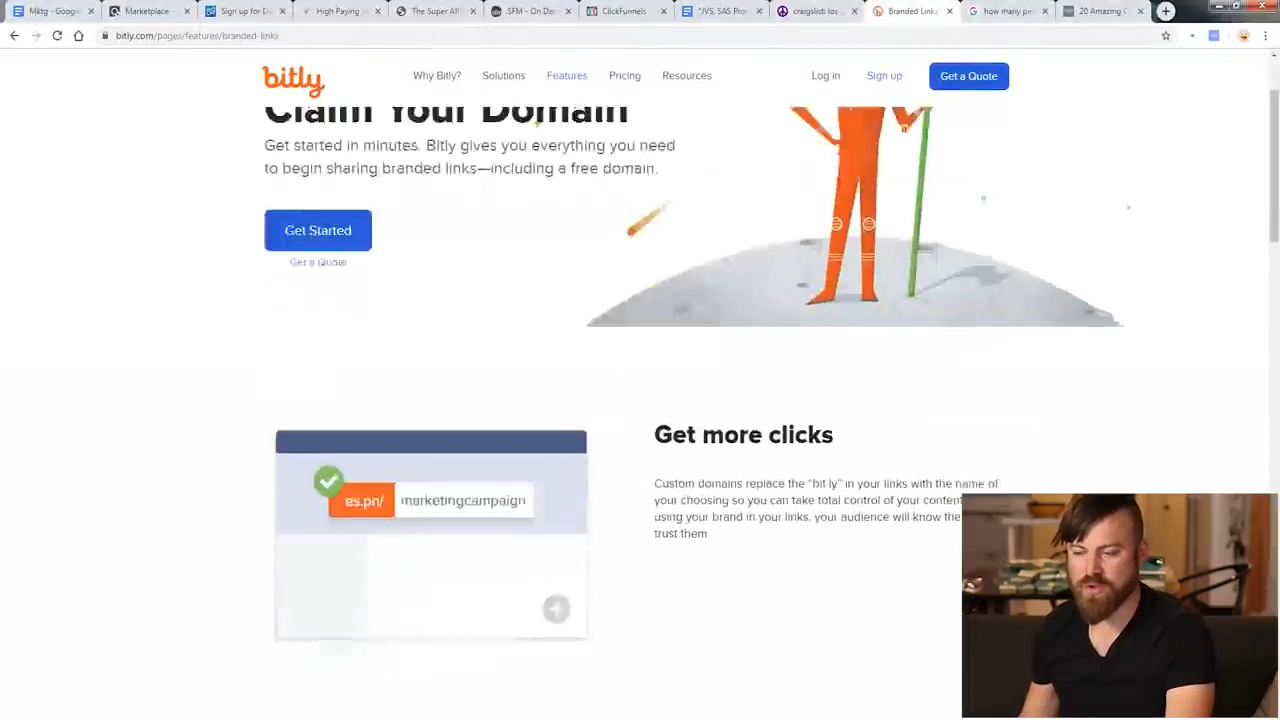 Mktg - Google
Marketplace
Sign up for D
High Paying
The Super Af
SFM - On De
ClickFunnels
"JVS, SAS Pro
craigslist: los
Branded Link
how many pe
20 Amazing
bitly.com/pages/features/branded-links
bitly
Why Bitly?
Solutions
Features
Pricing
Resources
Log in
Sign up
Get a Quote
Claim Your Domain
Get started in minutes. Bitly gives you everything you need
to begin sharing branded links—including a free domain.
Get Started
Get a Quote
es.pn/
marketingcampaign
Get more clicks
Custom domains replace the "bit ly" in your links with the name of
your choosing so you can take total control of your content
using your brand in your links, your audience will know the
trust them